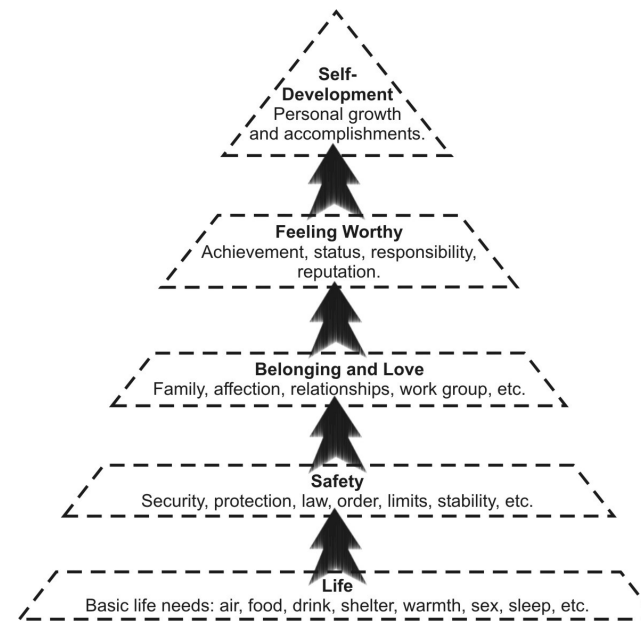 Self-
Development
Personal growth
and accomplishments.
Feeling Worthy
Achievement, status, responsibility,
reputation.
Belonging and Love
Family, affection, relationships, work group, etc.
Safety
Security, protection, law, order, limits, stability, etc.
Life
Basic life needs: air, food, drink, shelter, warmth, sex, sleep, etc.